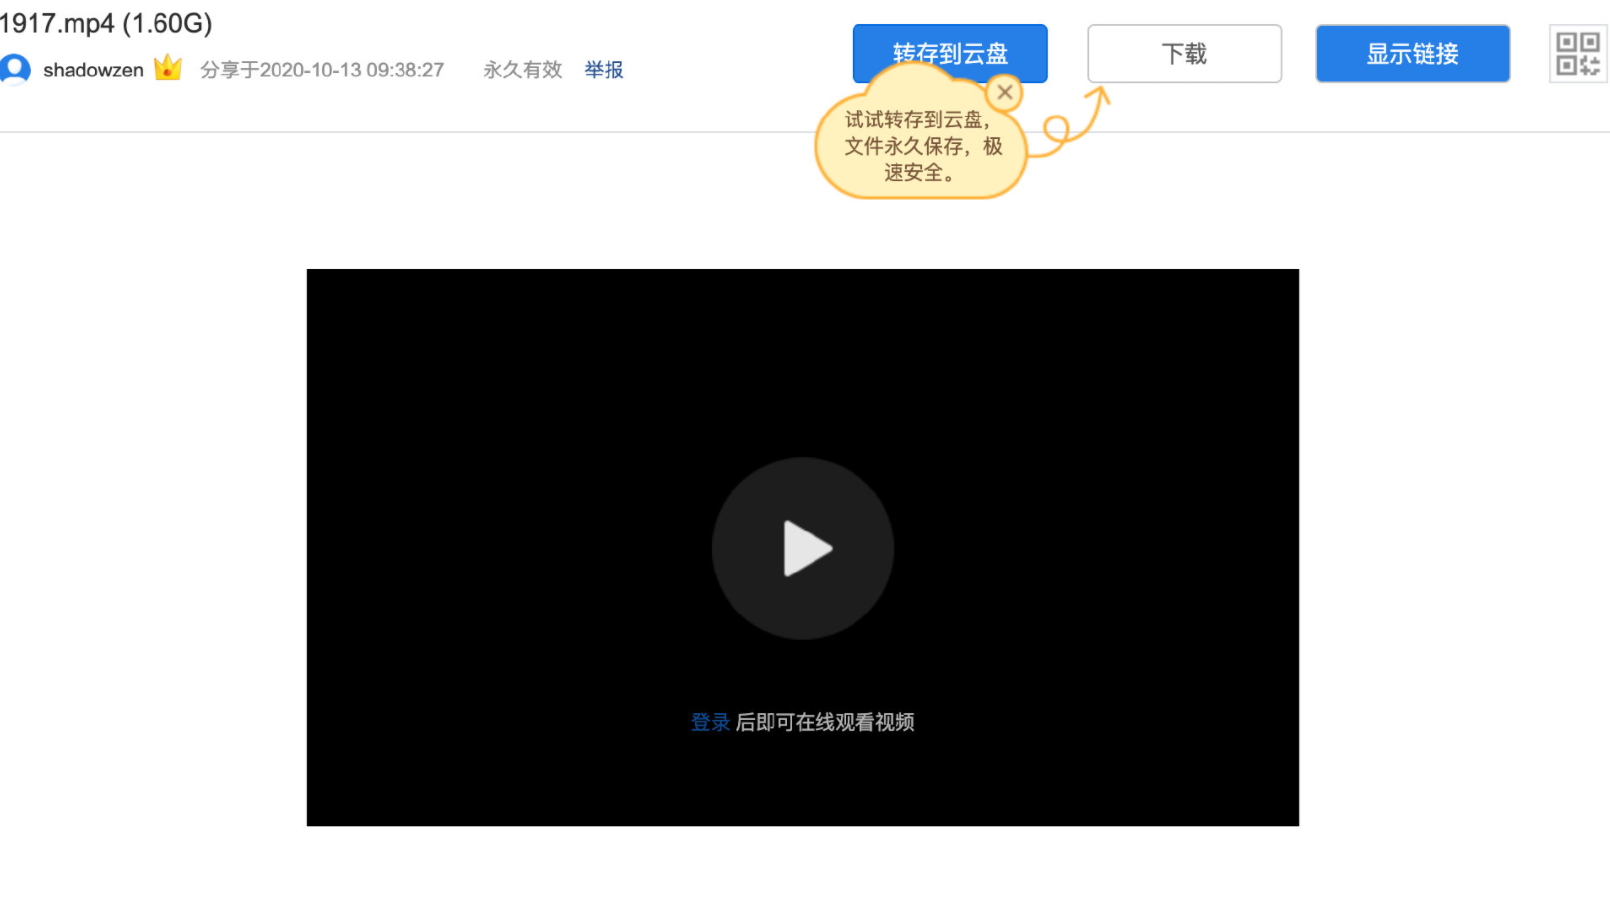 1917.mp4 (1.60G)
shadowzen 分享于2020-10-13 09:38:27 永久有效 举报
转存到云盘 下载 显示链接
试试转存到云盘，
文件永久保存，极
速安全。
登录 后即可在线观看视频